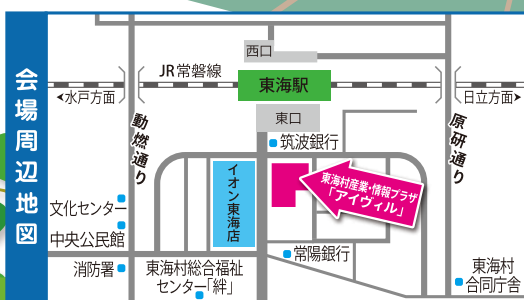 会場周辺地図
西口
JR常磐線
東海駅
水戸方面
日立方面
東口
動燃通り
原研通り
筑波銀行
イオン東海店
東海村産業・情報プラザ
「アイヴィル」
文化センター
中央公民館
常陽銀行
消防署
東海村総合福祉
センター「絆」
東海村
合同庁舎